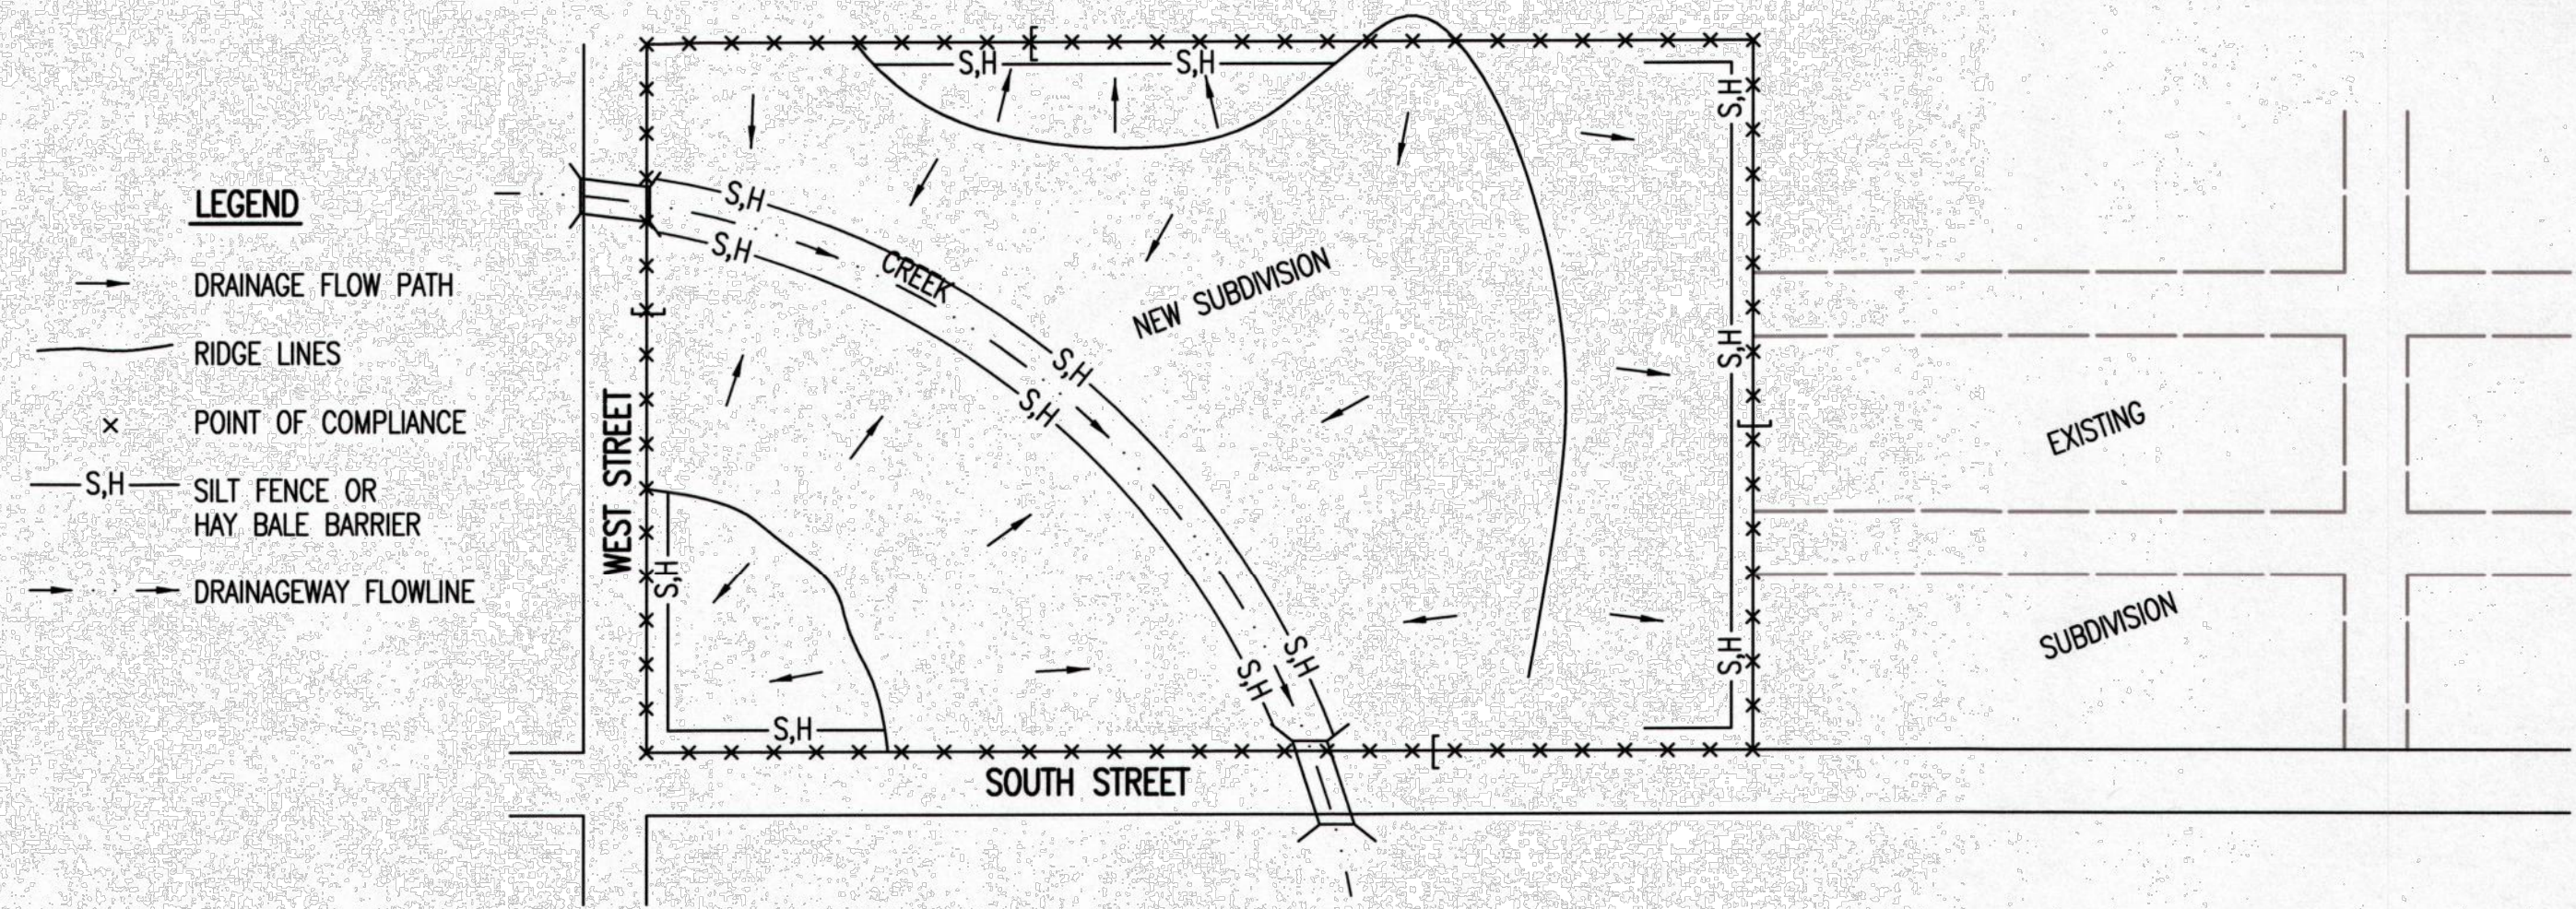 LEGEND
DRAINAGE FLOW PATH
RIDGE LINES
POINT OF COMPLIANCE
S,H
SILT FENCE OR
HAY BALE BARRIER
DRAINAGEWAY FLOWLINE
WEST STREET
S,H
S,H
S,H
S,H
CREEK
NEW SUBDIVISION
S,H
S,H
S,H
S,H
S,H
S,H
S,H
S,H
S,H
SOUTH STREET
EXISTING
SUBDIVISION